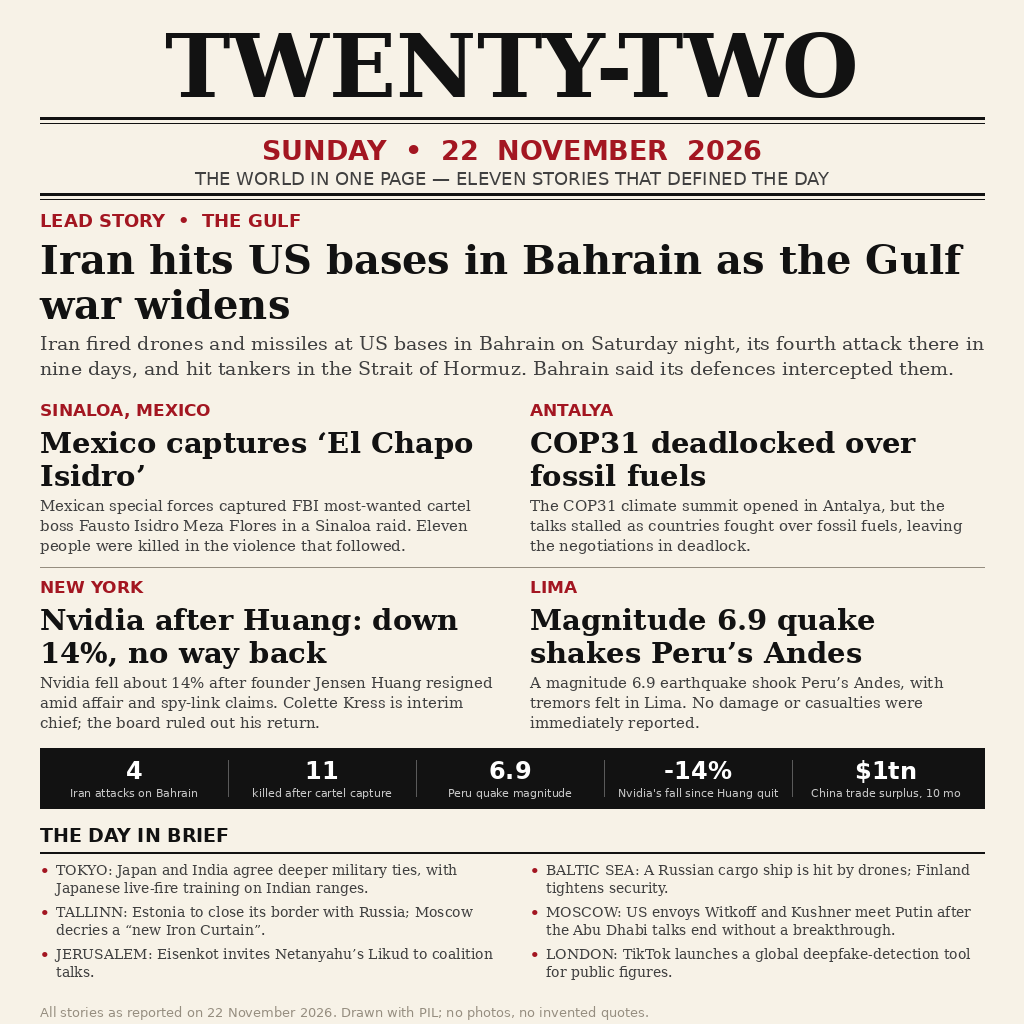 TWENTY-TWO
SUNDAY • 22 NOVEMBER 2026
THE WORLD IN ONE PAGE — ELEVEN STORIES THAT DEFINED THE DAY
LEAD STORY • THE GULF
Iran hits US bases in Bahrain as the Gulf
war widens
Iran fired drones and missiles at US bases in Bahrain on Saturday night, its fourth attack there in
nine days, and hit tankers in the Strait of Hormuz. Bahrain said its defences intercepted them.
SINALOA, MEXICO
Mexico captures ‘El Chapo
Isidro’
Mexican special forces captured FBI most-wanted cartel
boss Fausto Isidro Meza Flores in a Sinaloa raid. Eleven
people were killed in the violence that followed.
ANTALYA
COP31 deadlocked over
fossil fuels
The COP31 climate summit opened in Antalya, but the
talks stalled as countries fought over fossil fuels, leaving
the negotiations in deadlock.
NEW YORK
Nvidia after Huang: down
14%, no way back
Nvidia fell about 14% after founder Jensen Huang resigned
amid affair and spy-link claims. Colette Kress is interim
chief; the board ruled out his return.
LIMA
Magnitude 6.9 quake
shakes Peru’s Andes
A magnitude 6.9 earthquake shook Peru’s Andes, with
tremors felt in Lima. No damage or casualties were
immediately reported.
4
Iran attacks on Bahrain
11
killed after cartel capture
6.9
Peru quake magnitude
-14%
Nvidia's fall since Huang quit
$1tn
China trade surplus, 10 mo
THE DAY IN BRIEF
• TOKYO: Japan and India agree deeper military ties, with
Japanese live-fire training on Indian ranges.
• TALLINN: Estonia to close its border with Russia; Moscow
decries a “new Iron Curtain”.
• JERUSALEM: Eisenkot invites Netanyahu’s Likud to coalition
talks.
• BALTIC SEA: A Russian cargo ship is hit by drones; Finland
tightens security.
• MOSCOW: US envoys Witkoff and Kushner meet Putin after
the Abu Dhabi talks end without a breakthrough.
• LONDON: TikTok launches a global deepfake-detection tool
for public figures.
All stories as reported on 22 November 2026. Drawn with PIL; no photos, no invented quotes.